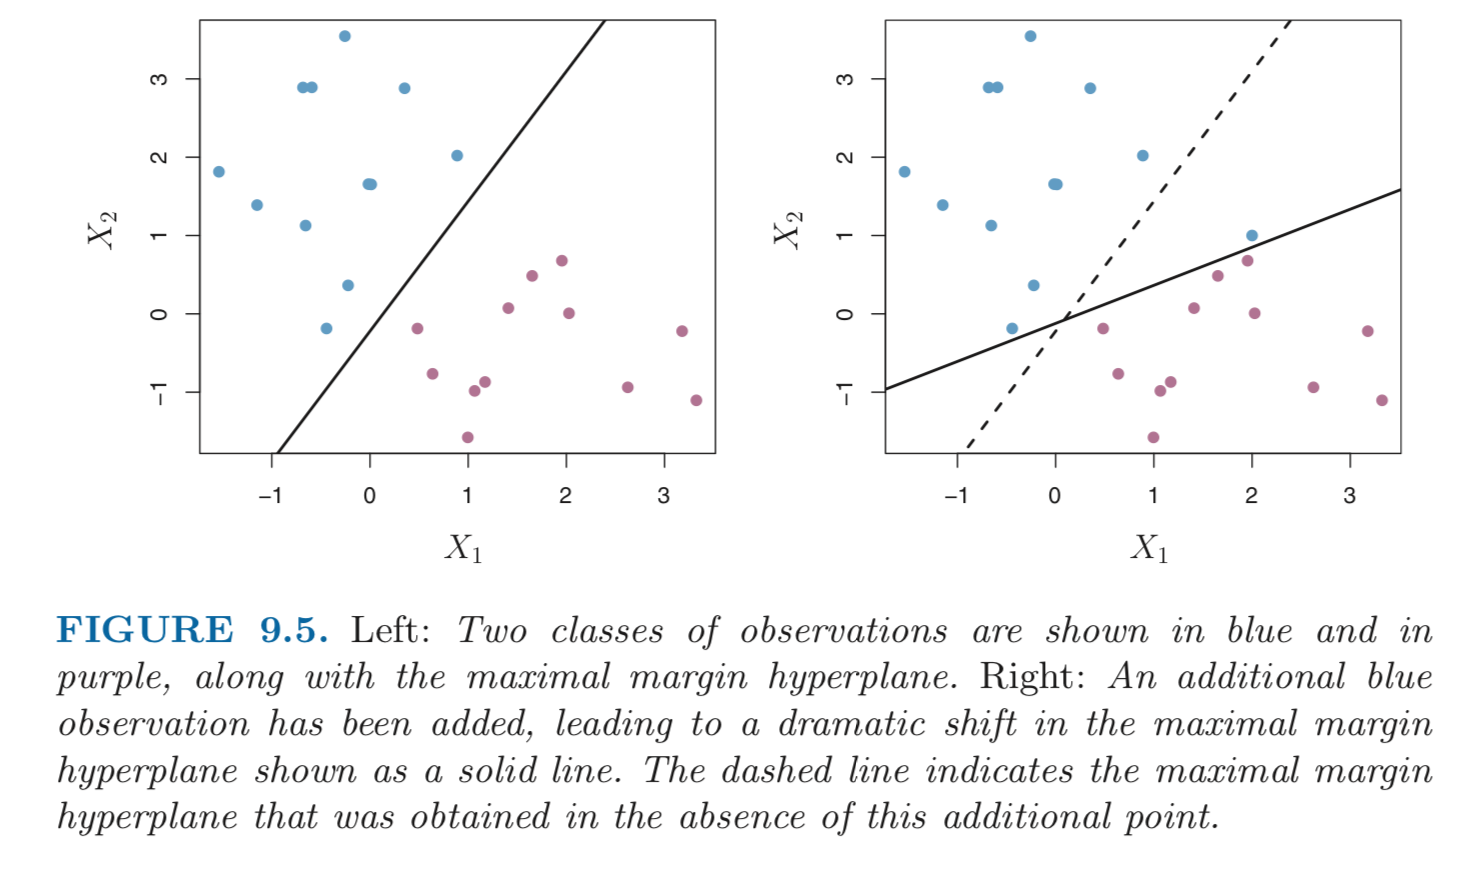 3
2
1
0
−1
X2
−1 0 1 2 3
X1
3
2
1
0
−1
X2
−1 0 1 2 3
X1
FIGURE 9.5. Left: Two classes of observations are shown in blue and in
purple, along with the maximal margin hyperplane. Right: An additional blue
observation has been added, leading to a dramatic shift in the maximal margin
hyperplane shown as a solid line. The dashed line indicates the maximal margin
hyperplane that was obtained in the absence of this additional point.